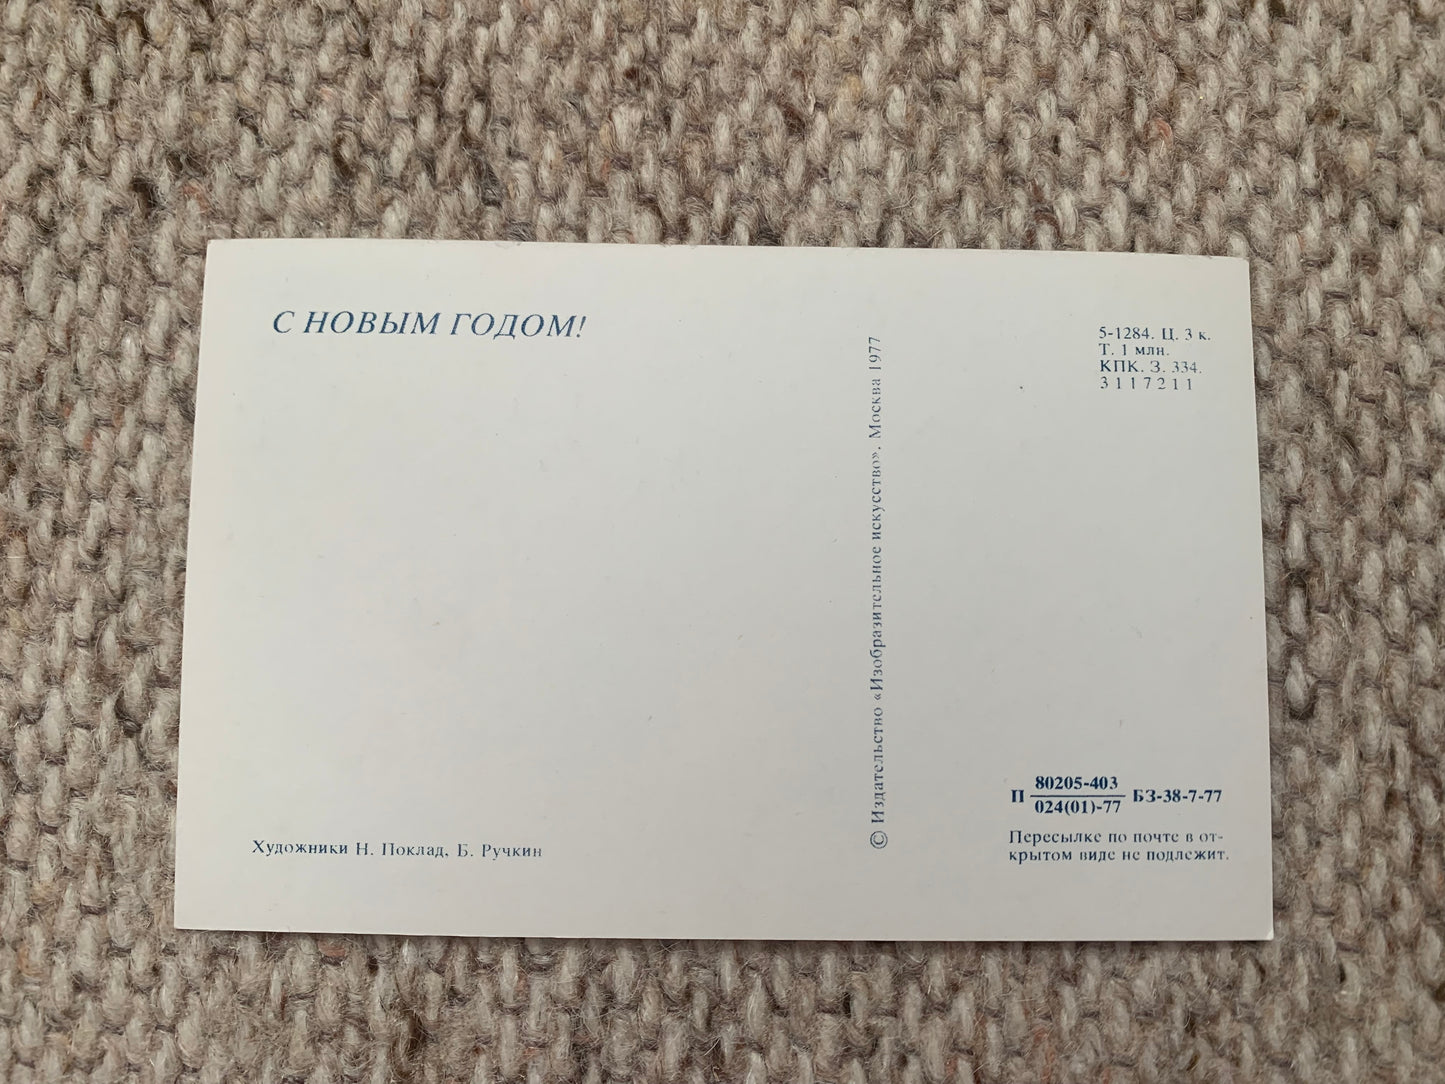 С НОВЫМ ГОДОМ!
Художники Н. Поклад, Б. Ручкин
© Издательство «Изобразительное искусство». Москва 1977
5-1284. Ц. 3 к.
Т. 1 млн.
КПК. З. 334.
3117211
П 80205-403 БЗ-38-7-77
024(01)-77
Пересылке по почте в от-
крытом виде не подлежит.